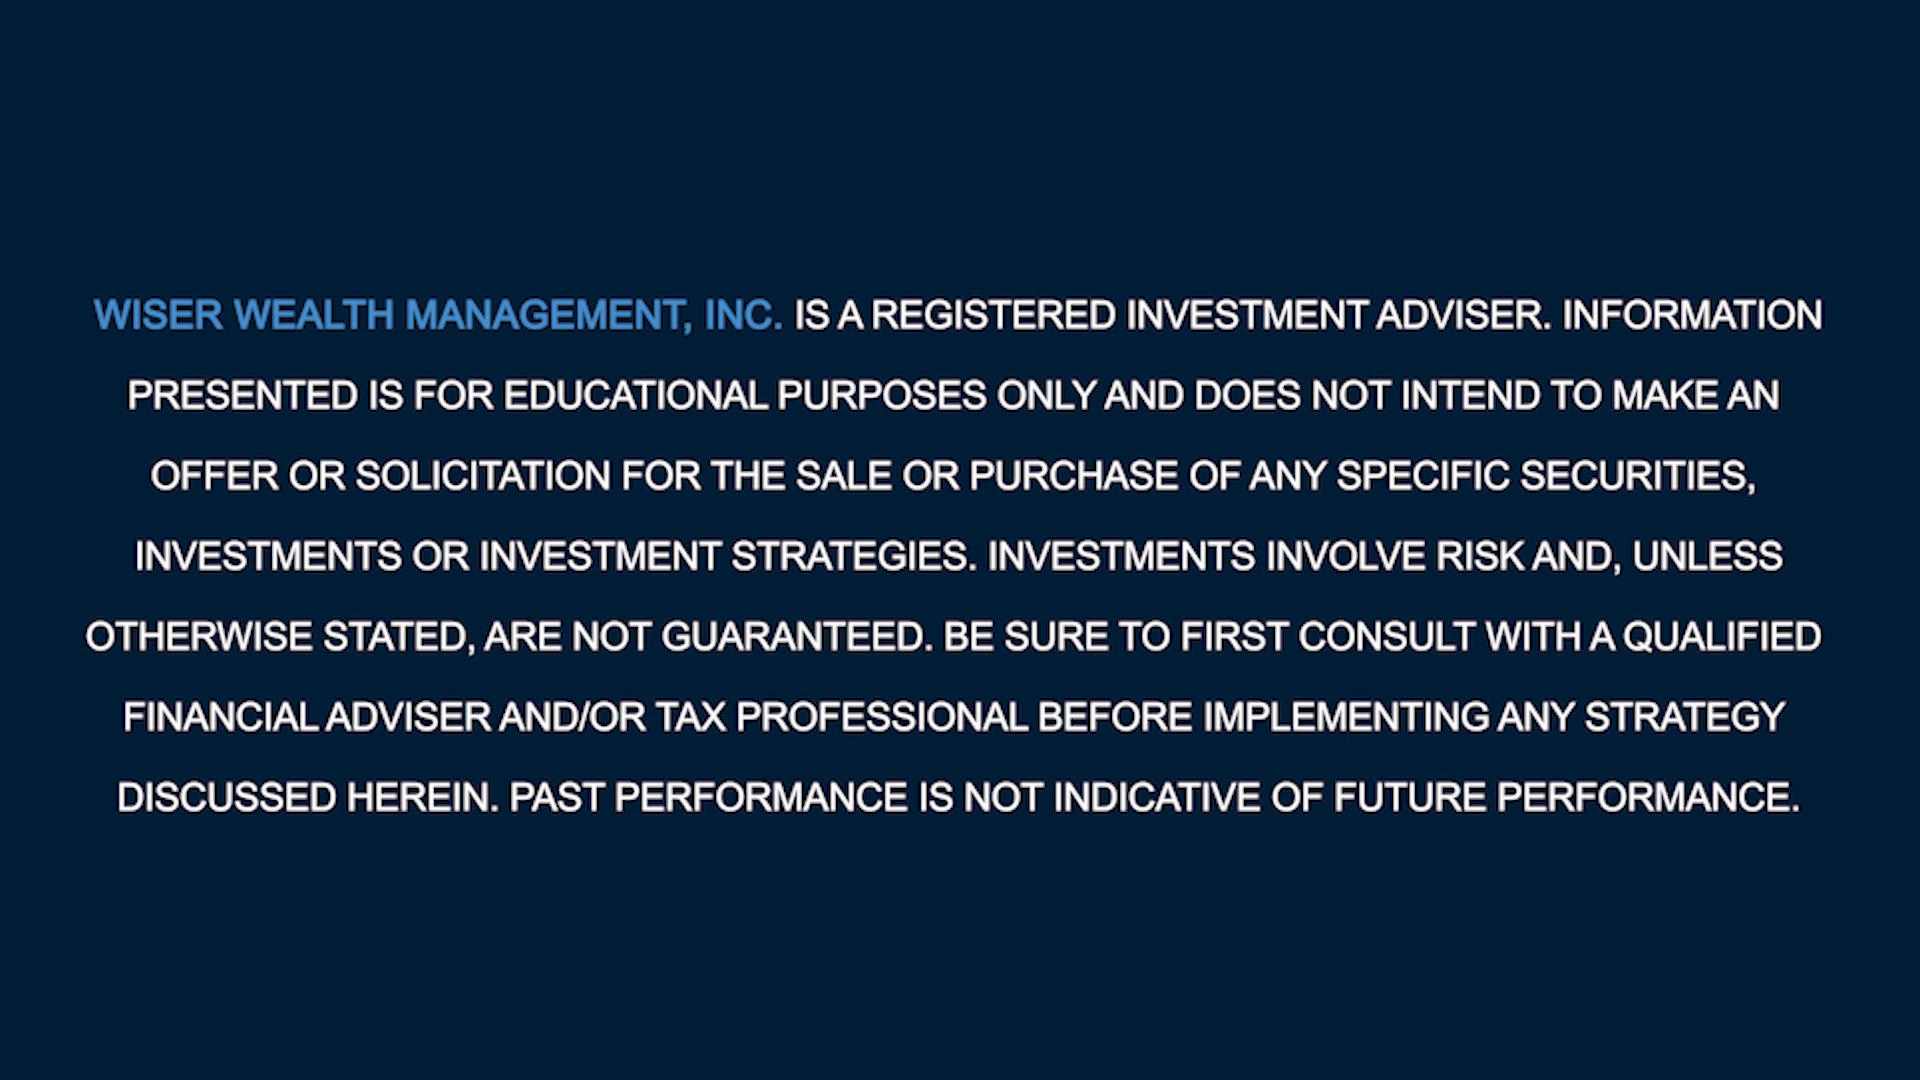 WISER WEALTH MANAGEMENT, INC. IS A REGISTERED INVESTMENT ADVISER. INFORMATION
PRESENTED IS FOR EDUCATIONAL PURPOSES ONLY AND DOES NOT INTEND TO MAKE AN
OFFER OR SOLICITATION FOR THE SALE OR PURCHASE OF ANY SPECIFIC SECURITIES,
INVESTMENTS OR INVESTMENT STRATEGIES. INVESTMENTS INVOLVE RISK AND, UNLESS
OTHERWISE STATED, ARE NOT GUARANTEED. BE SURE TO FIRST CONSULT WITH A QUALIFIED
FINANCIAL ADVISER AND/OR TAX PROFESSIONAL BEFORE IMPLEMENTING ANY STRATEGY
DISCUSSED HEREIN. PAST PERFORMANCE IS NOT INDICATIVE OF FUTURE PERFORMANCE.